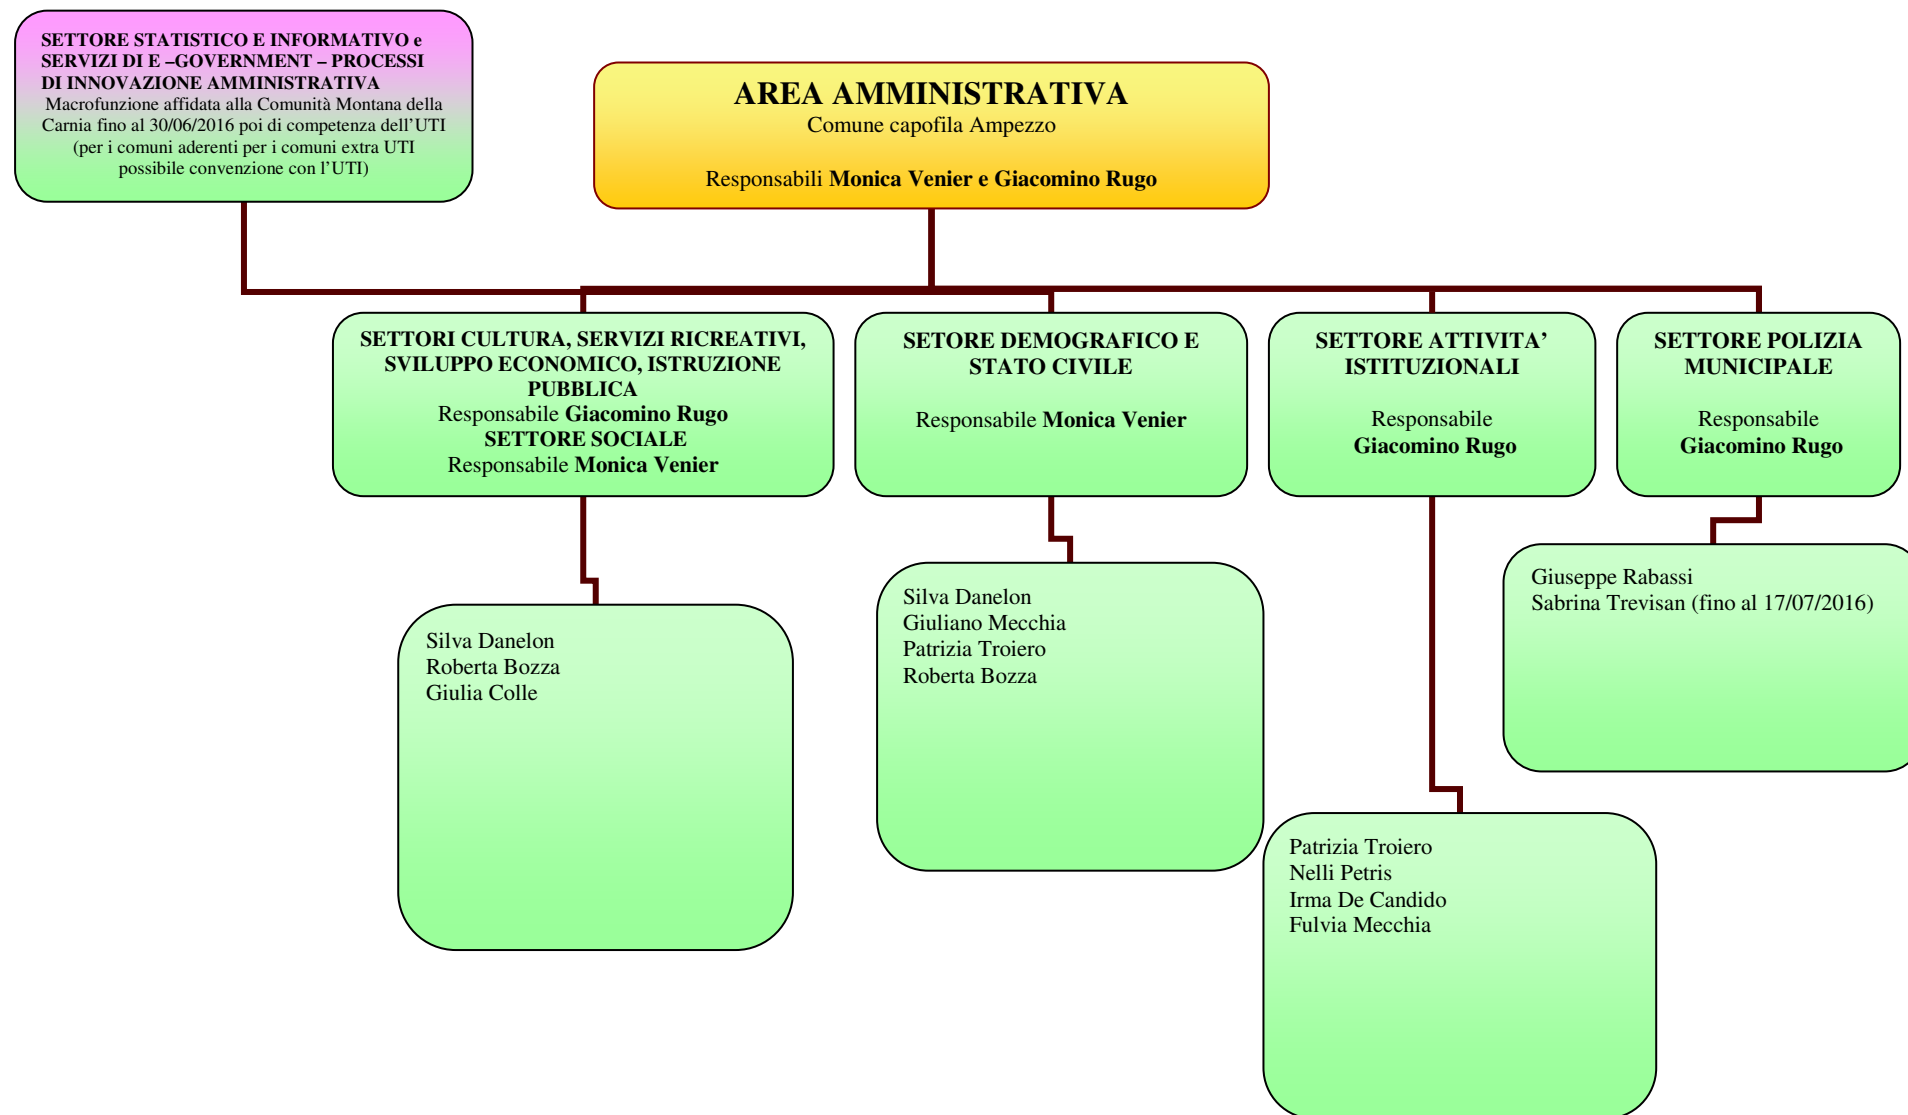 SETTORE STATISTICO E INFORMATIVO e
SERVIZI DI E –GOVERNMENT – PROCESSI
DI INNOVAZIONE AMMINISTRATIVA
Macrofunzione affidata alla Comunità Montana della
Carnia fino al 30/06/2016 poi di competenza dell’UTI
(per i comuni aderenti per i comuni extra UTI
possibile convenzione con l’UTI)
AREA AMMINISTRATIVA
Comune capofila Ampezzo
Responsabili Monica Venier e Giacomino Rugo
SETTORI CULTURA, SERVIZI RICREATIVI,
SVILUPPO ECONOMICO, ISTRUZIONE
PUBBLICA
Responsabile Giacomino Rugo
SETTORE SOCIALE
Responsabile Monica Venier
SETORE DEMOGRAFICO E
STATO CIVILE
Responsabile Monica Venier
SETTORE ATTIVITA’
ISTITUZIONALI
Responsabile
Giacomino Rugo
SETTORE POLIZIA
MUNICIPALE
Responsabile
Giacomino Rugo
Silva Danelon
Roberta Bozza
Giulia Colle
Silva Danelon
Giuliano Mecchia
Patrizia Troiero
Roberta Bozza
Patrizia Troiero
Nelli Petris
Irma De Candido
Fulvia Mecchia
Giuseppe Rabassi
Sabrina Trevisan (fino al 17/07/2016)